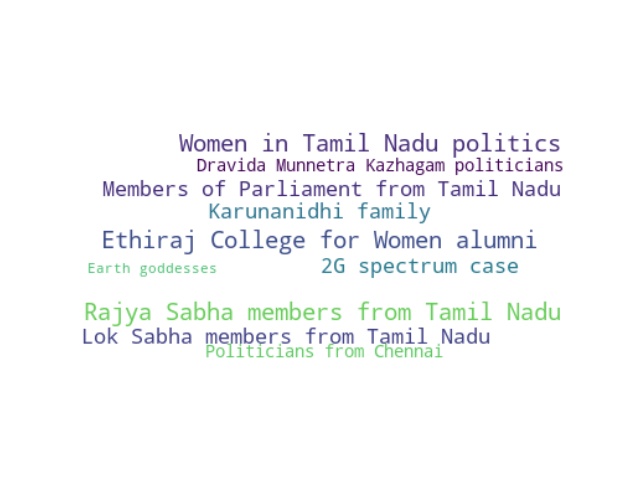 Women in Tamil Nadu politics
Dravida Munnetra Kazhagam politicians
Members of Parliament from Tamil Nadu
Karunanidhi family
Ethiraj College for Women alumni
Earth goddesses
2G spectrum case
Rajya Sabha members from Tamil Nadu
Lok Sabha members from Tamil Nadu
Politicians from Chennai